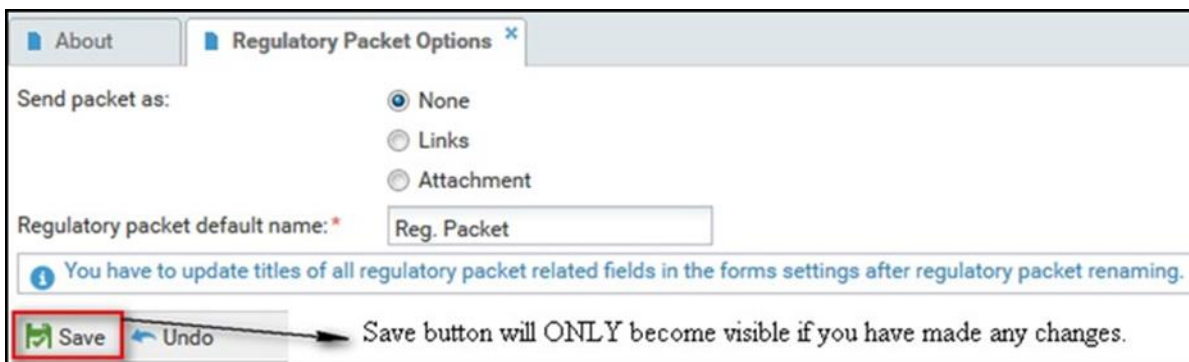 About
Regulatory Packet Options
Send packet as:
None
Links
Attachment
Regulatory packet default name:*
Reg. Packet
You have to update titles of all regulatory packet related fields in the forms settings after regulatory packet renaming.
Save
Undo
Save button will ONLY become visible if you have made any changes.